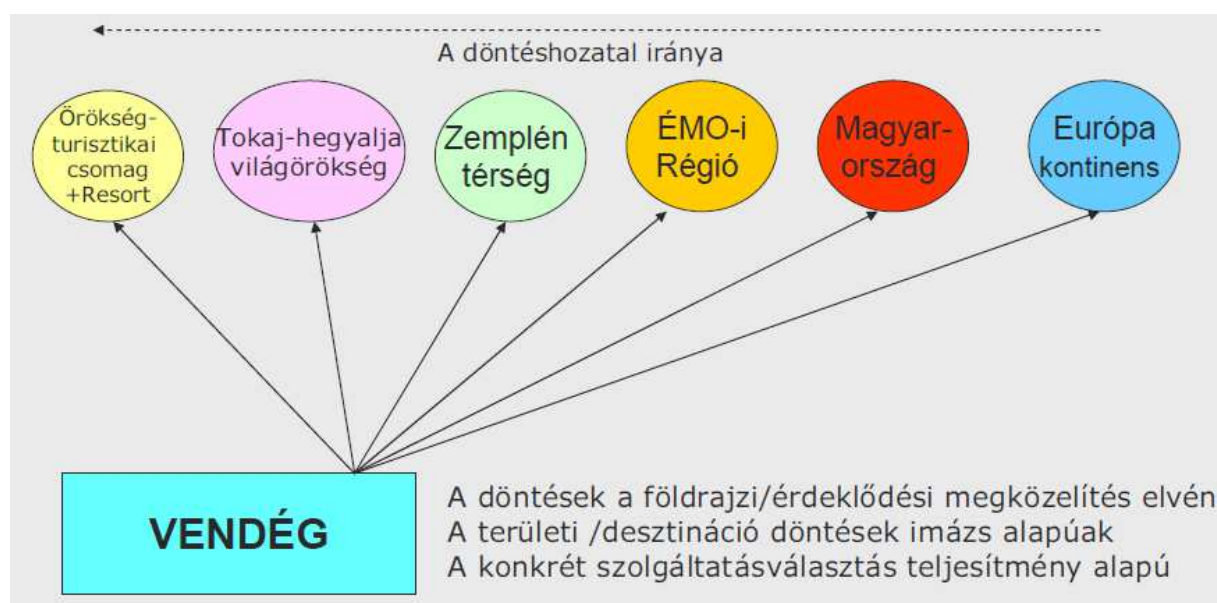 A döntéshozatal iránya
Örökség-
turisztikai
csomag
+Resort
Tokaj-hegyalja
világörökség
Zemplén
térség
ÉMO-i
Régió
Magyar-
ország
Európa
kontinens
VENDÉG
A döntések a földrajzi/érdeklődési megközelítés elvén
A területi /desztináció döntések imázs alapúak
A konkrét szolgáltatásválasztás teljesítmény alapú